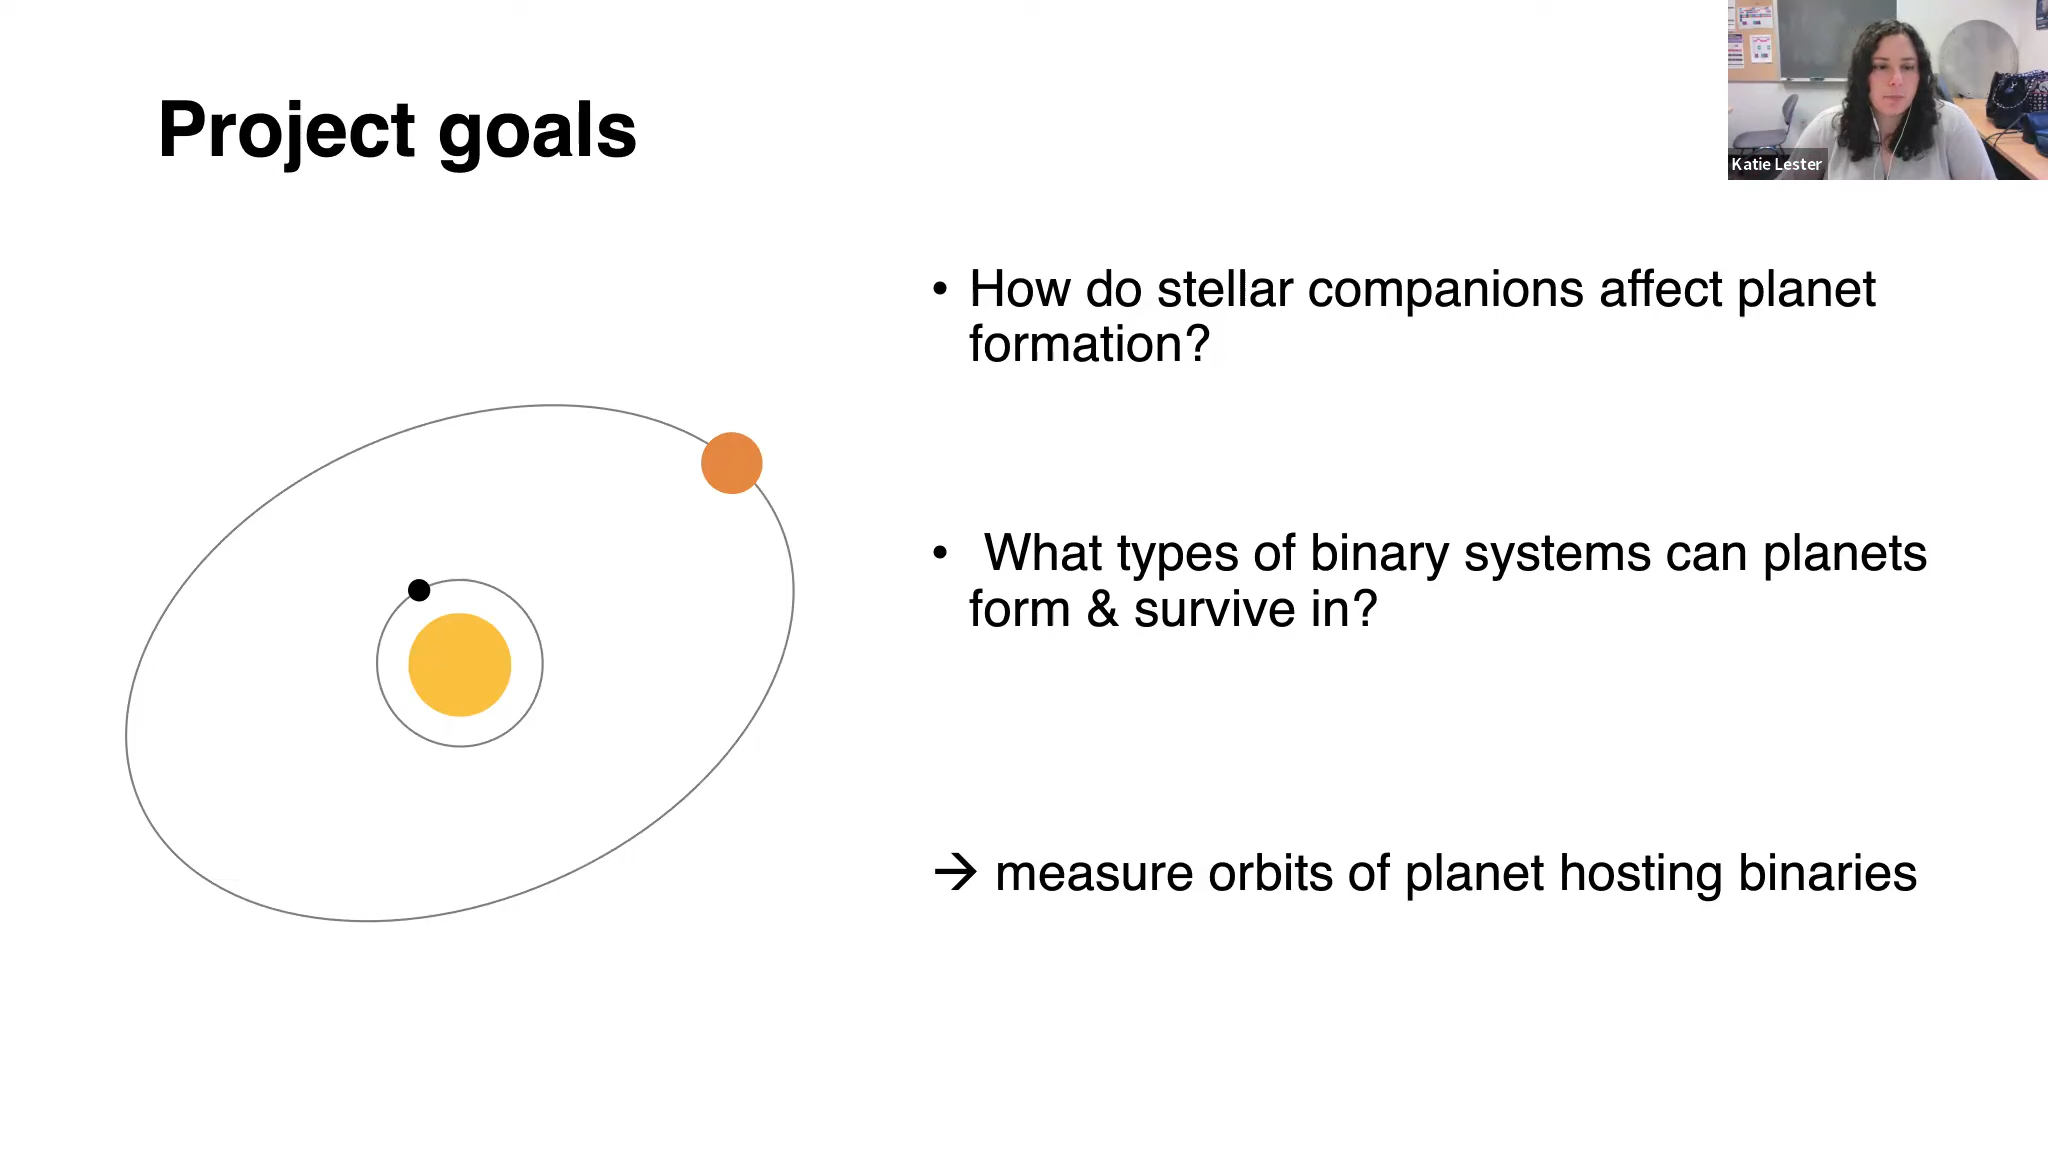 Project goals
Katie Lester
• How do stellar companions affect planet
formation?
• What types of binary systems can planets
form & survive in?
→ measure orbits of planet hosting binaries